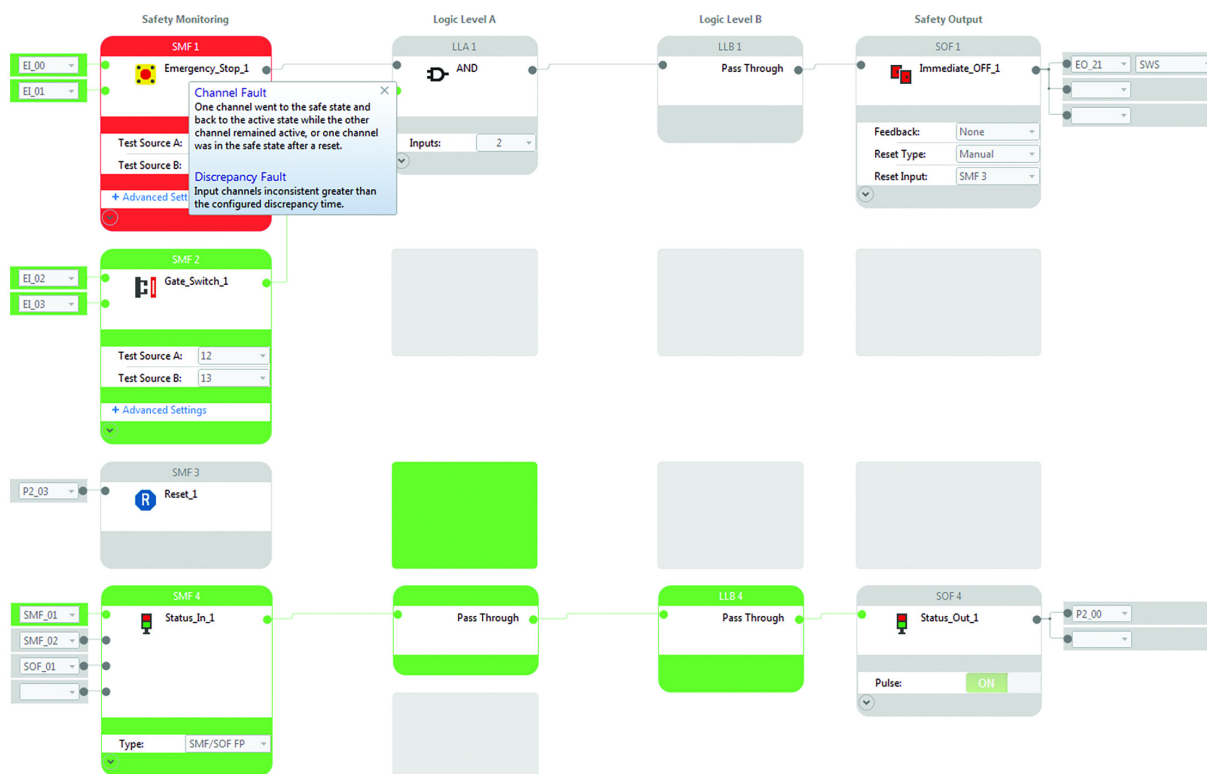 Safety Monitoring
Logic Level A
Logic Level B
Safety Output
SMF 1
LLA 1
LLB 1
SOF 1
EI_00
EI_01
Emergency_Stop_1
AND
Pass Through
Immediate_OFF_1
EO_21
SWS
Channel Fault
One channel went to the safe state and
back to the active state while the other
channel remained active, or one channel
was in the safe state after a reset.
Discrepancy Fault
Input channels inconsistent greater than
the configured discrepancy time.
Test Source A:
Test Source B:
+ Advanced Sett
Inputs: 2
Feedback: None
Reset Type: Manual
Reset Input: SMF 3
SMF 2
EI_02
EI_03
Gate_Switch_1
Test Source A: 12
Test Source B: 13
+ Advanced Settings
SMF 3
P2_03
R
Reset_1
SMF 4
LLB 4
SOF 4
SMF_01
SMF_02
SOF_01
Status_In_1
Pass Through
Pass Through
Status_Out_1
P2_00
Pulse: ON
Type: SMF/SOF FP